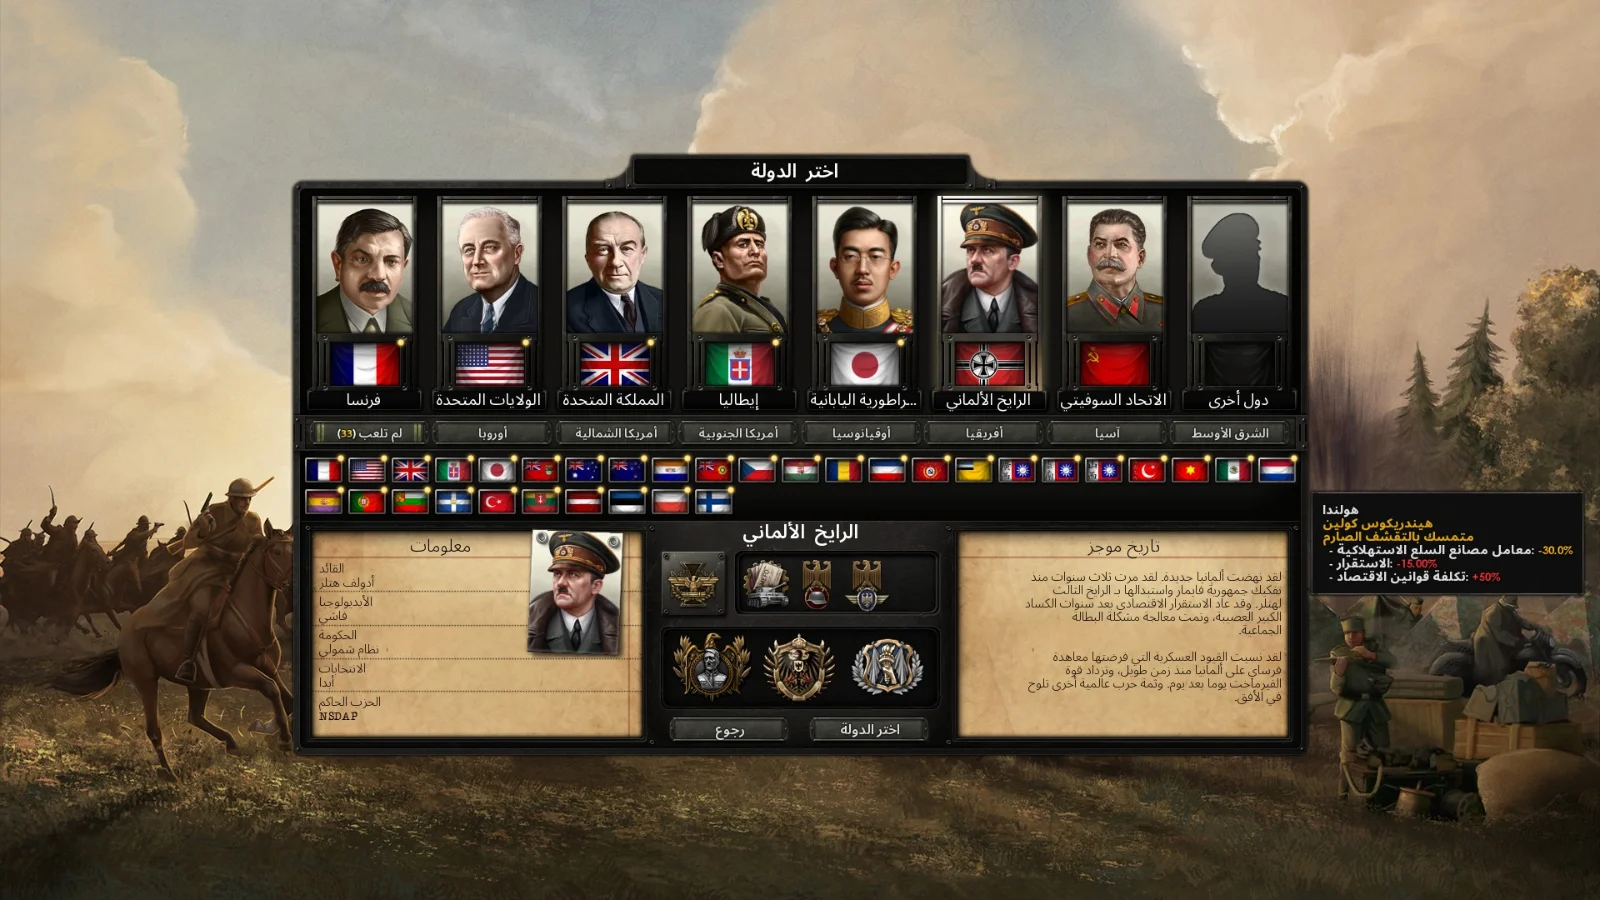 اختر الدولة
فرنسا
الولايات المتحدة
المملكة المتحدة
إيطاليا
...راطورية اليابانية
الرايخ الألماني
الاتحاد السوفيتي
دول أخرى
لم تلعب (33)
أوروبا
أمريكا الشمالية
أمريكا الجنوبية
أوقيانوسيا
أفريقيا
آسيا
الشرق الأوسط
هولندا
هيندريكوس كولين
متمسك بالتقشف الصارم
- معامل مصانع السلع الاستهلاكية: -30.0%
- الاستقرار: -15.00%
- تكلفة قوانين الاقتصاد: +50%
معلومات
القائد
أدولف هتلر
الأيديولوجيا
فاشي
الحكومة
نظام شمولي
الانتخابات
أبدا
الحزب الحاكم
NSDAP
الرايخ الألماني
رجوع
اختر الدولة
تاريخ موجز
لقد نهضت ألمانيا جديدة. لقد مرت ثلاث سنوات منذ
تفكيك جمهورية فايمار واستبدالها بـ الرايخ الثالث
لهتلر. وقد عاد الاستقرار الاقتصادي بعد سنوات الكساد
الكبير العصيبة، وتمت معالجة مشكلة البطالة
الجماعية.
لقد نسيت القيود العسكرية التي فرضتها معاهدة
فرساي على ألمانيا منذ زمن طويل، وتزداد قوة
الفيرماخت يوما بعد يوم. وثمة حرب عالمية أخرى تلوح
في الأفق.